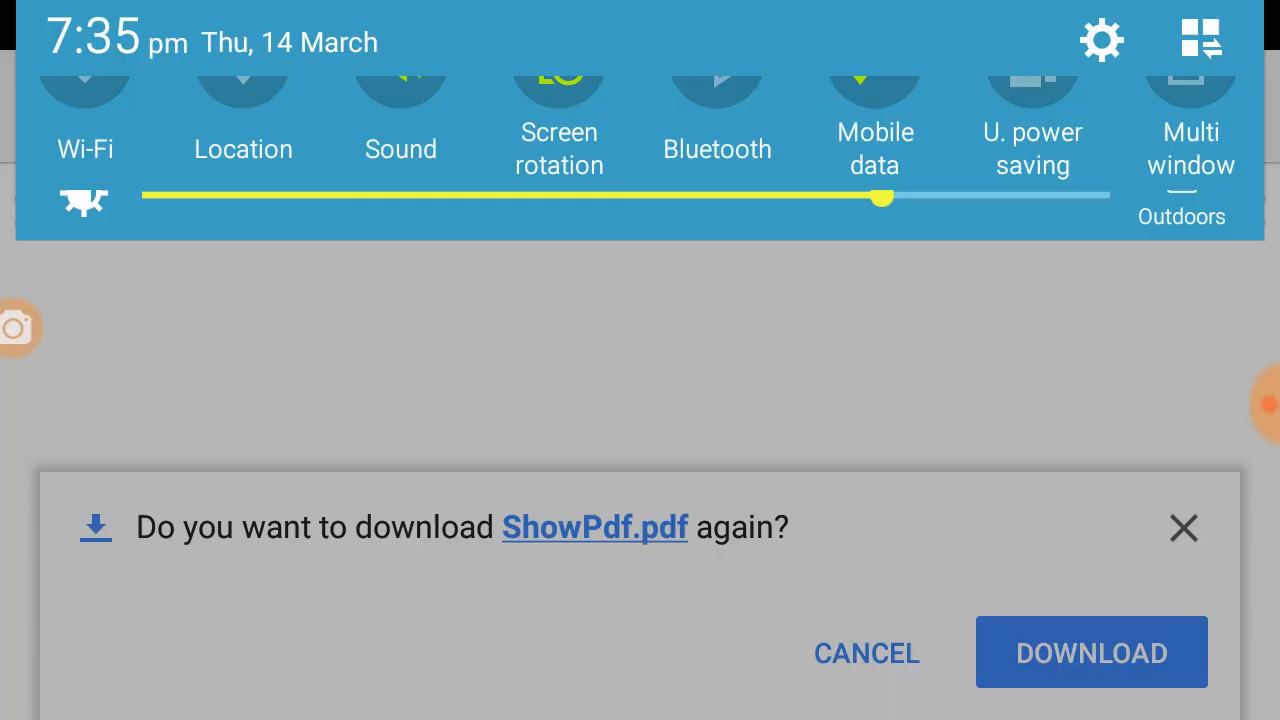 7:35 pm Thu, 14 March
Wi-Fi
Location
Sound
Screen
rotation
Bluetooth
Mobile
data
U. power
saving
Multi
window
Outdoors
Do you want to download ShowPdf.pdf again?
CANCEL
DOWNLOAD